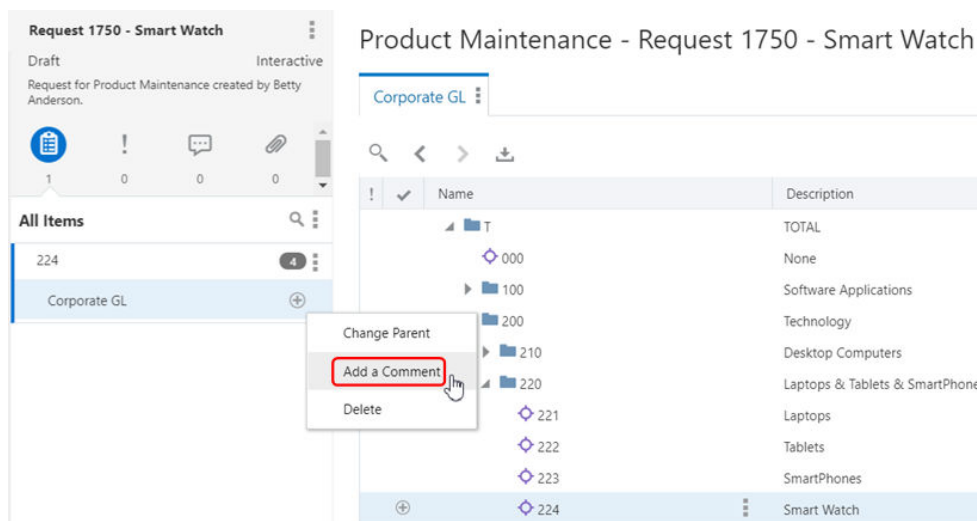 Request 1750 - Smart Watch
Draft Interactive
Request for Product Maintenance created by Betty
Anderson.
1 0 0 0
All Items
224 4
Corporate GL
Change Parent
Add a Comment
Delete
Product Maintenance - Request 1750 - Smart Watch
Corporate GL
! Name Description
T TOTAL
000 None
100 Software Applications
200 Technology
210 Desktop Computers
220 Laptops & Tablets & SmartPhone
221 Laptops
222 Tablets
223 SmartPhones
224 Smart Watch